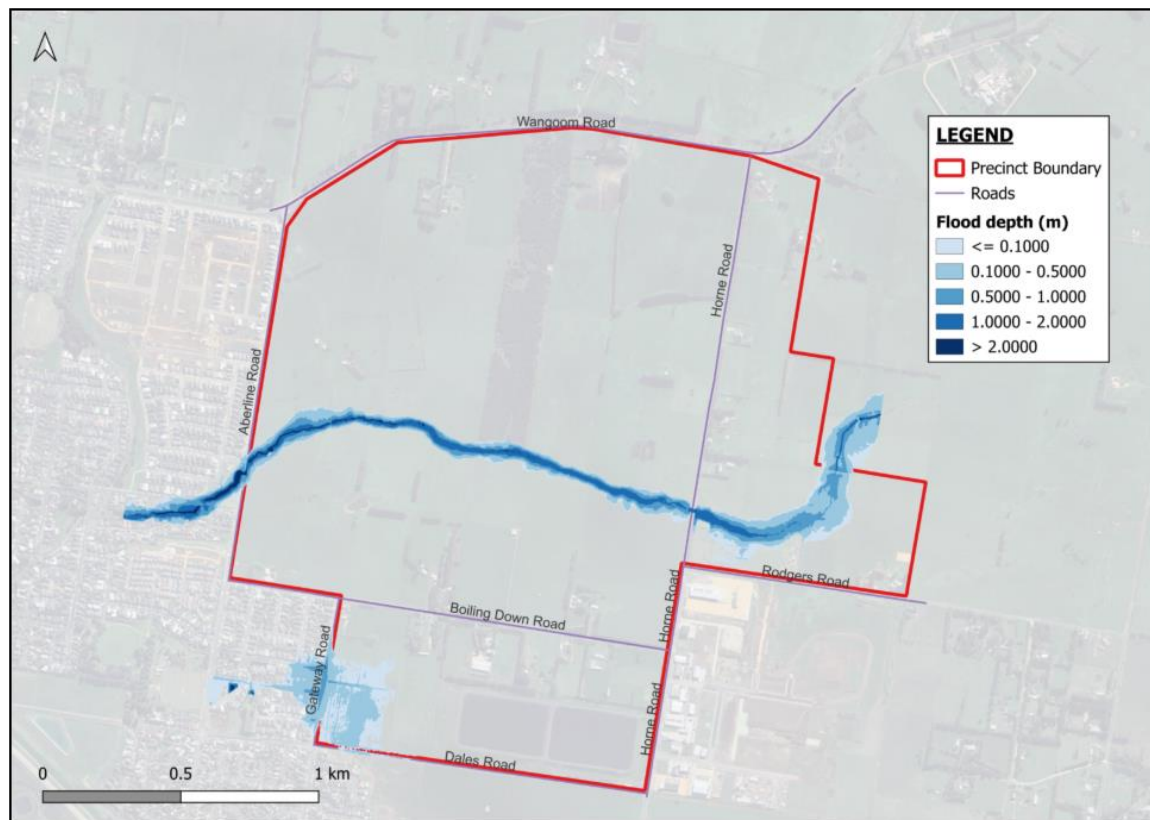 Wangoom Road
LEGEND
Precinct Boundary
Roads
Flood depth (m)
<= 0.1000
0.1000 - 0.5000
0.5000 - 1.0000
1.0000 - 2.0000
> 2.0000
Horne Road
Aberline Road
Rodgers Road
Horne Road
Boiling Down Road
Gateway Road
Horne Road
Dales Road
0 0.5 1 km